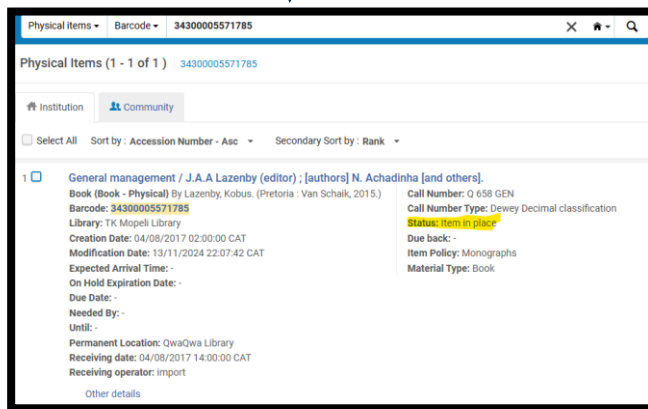 Physical items Barcode 34300005571785
Physical Items (1 - 1 of 1 ) 34300005571785
Institution Community
Select All Sort by : Accession Number - Asc Secondary Sort by : Rank
1 General management / J.A.A Lazenby (editor) ; [authors] N. Achadinha [and others].
Book (Book - Physical) By Lazenby, Kobus. (Pretoria : Van Schaik, 2015.)
Barcode: 34300005571785
Library: TK Mopeli Library
Creation Date: 04/08/2017 02:00:00 CAT
Modification Date: 13/11/2024 22:07:42 CAT
Expected Arrival Time: -
On Hold Expiration Date: -
Due Date: -
Needed By: -
Until: -
Permanent Location: QwaQwa Library
Receiving date: 04/08/2017 14:00:00 CAT
Receiving operator: import
Call Number: Q 658 GEN
Call Number Type: Dewey Decimal classification
Status: Item in place
Due back: -
Item Policy: Monographs
Material Type: Book
Other details